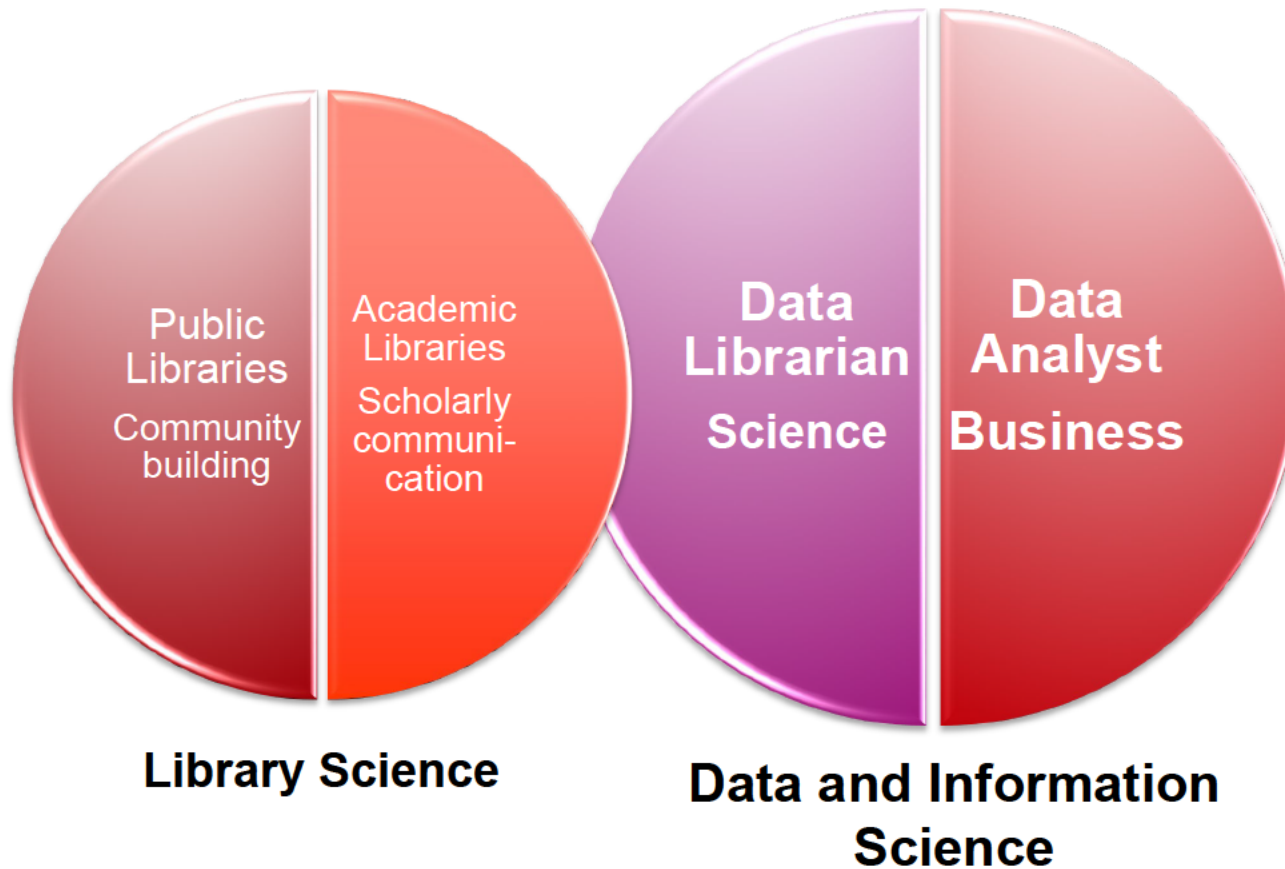 Public
Libraries
Community
building
Academic
Libraries
Scholarly
communi-
cation
Data
Librarian
Science
Data
Analyst
Business
Library Science
Data and Information
Science